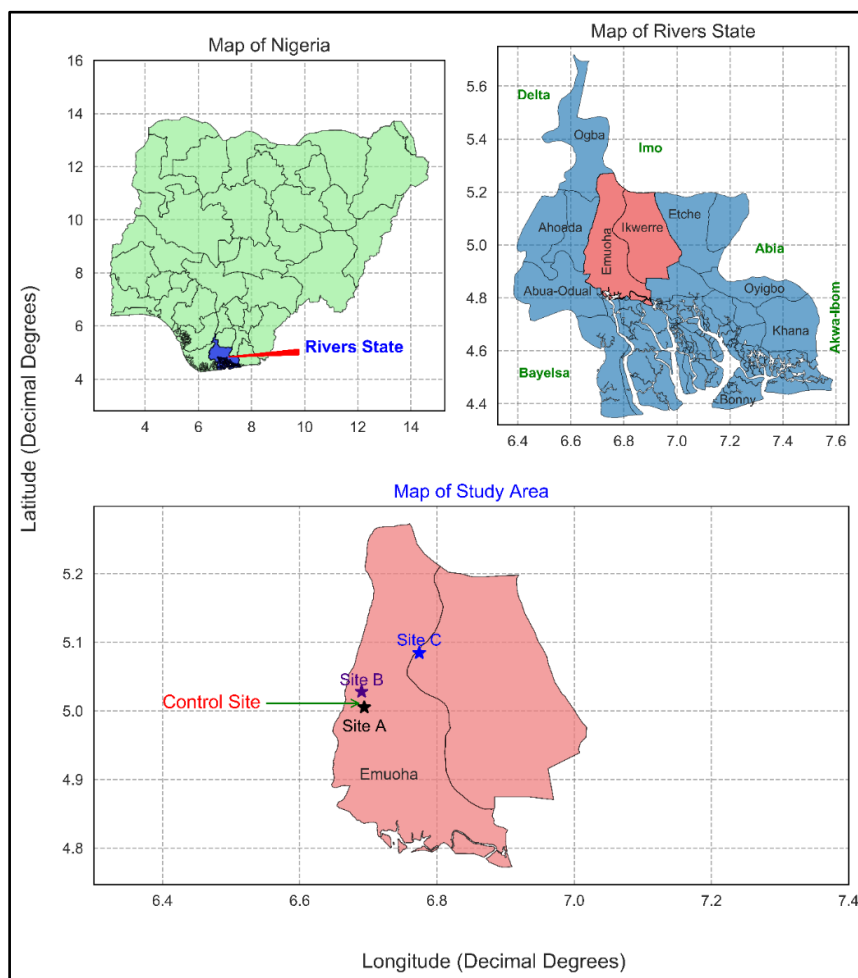 Map of Nigeria
16
14
12
10
8
6
4
Rivers State
4 6 8 10 12 14
Map of Rivers State
5.6
5.4
5.2
5.0
4.8
4.6
4.4
Delta
Ogba
Imo
Ahoada
Emuoha
Ikwerre
Etche
Abia
Abua-Odual
Oyigbo
Khana
Akwa-Ibom
Bayelsa
Bonny
6.4 6.6 6.8 7.0 7.2 7.4 7.6
Latitude (Decimal Degrees)
Map of Study Area
5.2
5.1
5.0
4.9
4.8
Site C
Site B
Control Site
Site A
Emuoha
6.4 6.6 6.8 7.0 7.2 7.4
Longitude (Decimal Degrees)